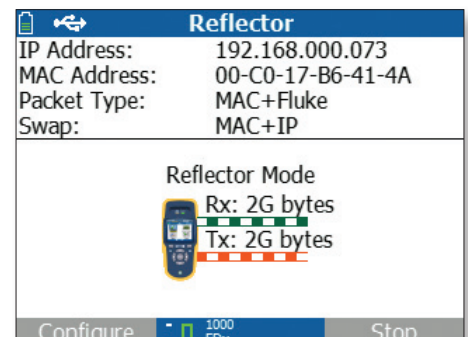 Reflector
IP Address: 192.168.000.073
MAC Address: 00-C0-17-B6-41-4A
Packet Type: MAC+Fluke
Swap: MAC+IP
Reflector Mode
Rx: 2G bytes
Tx: 2G bytes
Configure 1000 Stop